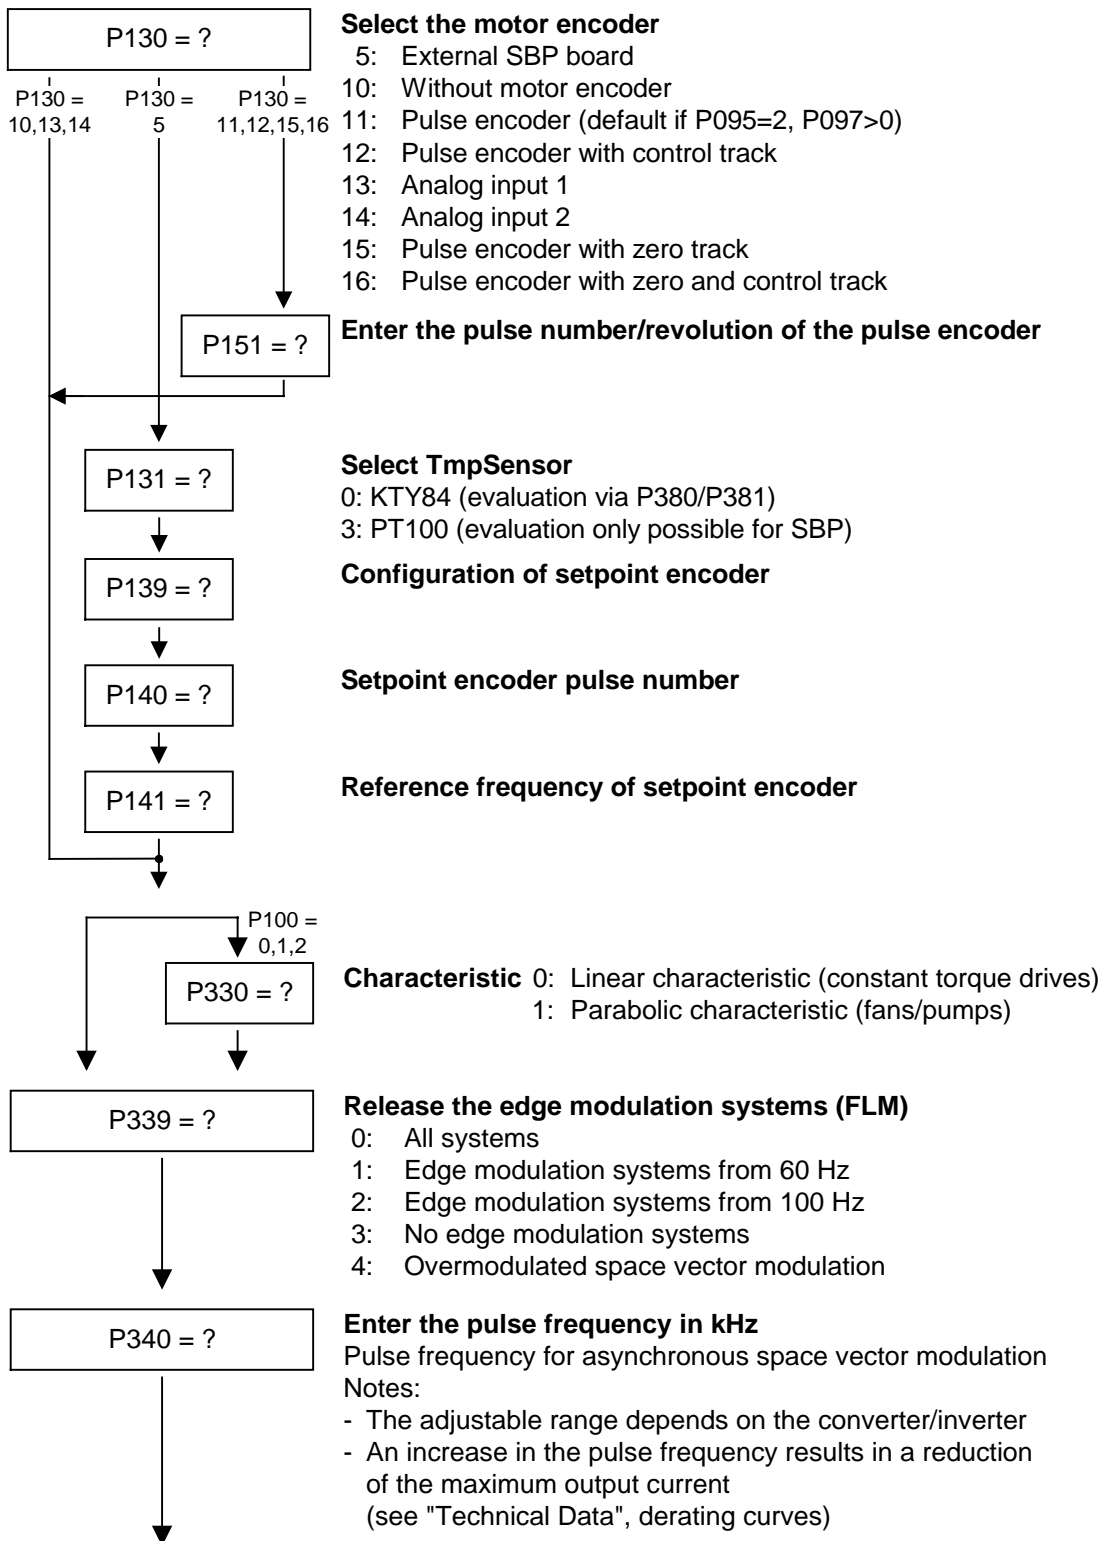 P130 = ?
Select the motor encoder
5: External SBP board
10: Without motor encoder
P130 =
10,13,14
P130 =
5
P130 =
11,12,15,16
11: Pulse encoder (default if P095=2, P097>0)
12: Pulse encoder with control track
13: Analog input 1
14: Analog input 2
15: Pulse encoder with zero track
16: Pulse encoder with zero and control track
P151 = ?
Enter the pulse number/revolution of the pulse encoder
P131 = ?
Select TmpSensor
0: KTY84 (evaluation via P380/P381)
3: PT100 (evaluation only possible for SBP)
P139 = ?
Configuration of setpoint encoder
P140 = ?
Setpoint encoder pulse number
P141 = ?
Reference frequency of setpoint encoder
P100 =
0,1,2
P330 = ?
Characteristic 0: Linear characteristic (constant torque drives)
1: Parabolic characteristic (fans/pumps)
P339 = ?
Release the edge modulation systems (FLM)
0: All systems
1: Edge modulation systems from 60 Hz
2: Edge modulation systems from 100 Hz
3: No edge modulation systems
4: Overmodulated space vector modulation
P340 = ?
Enter the pulse frequency in kHz
Pulse frequency for asynchronous space vector modulation
Notes:
- The adjustable range depends on the converter/inverter
- An increase in the pulse frequency results in a reduction
of the maximum output current
(see "Technical Data", derating curves)